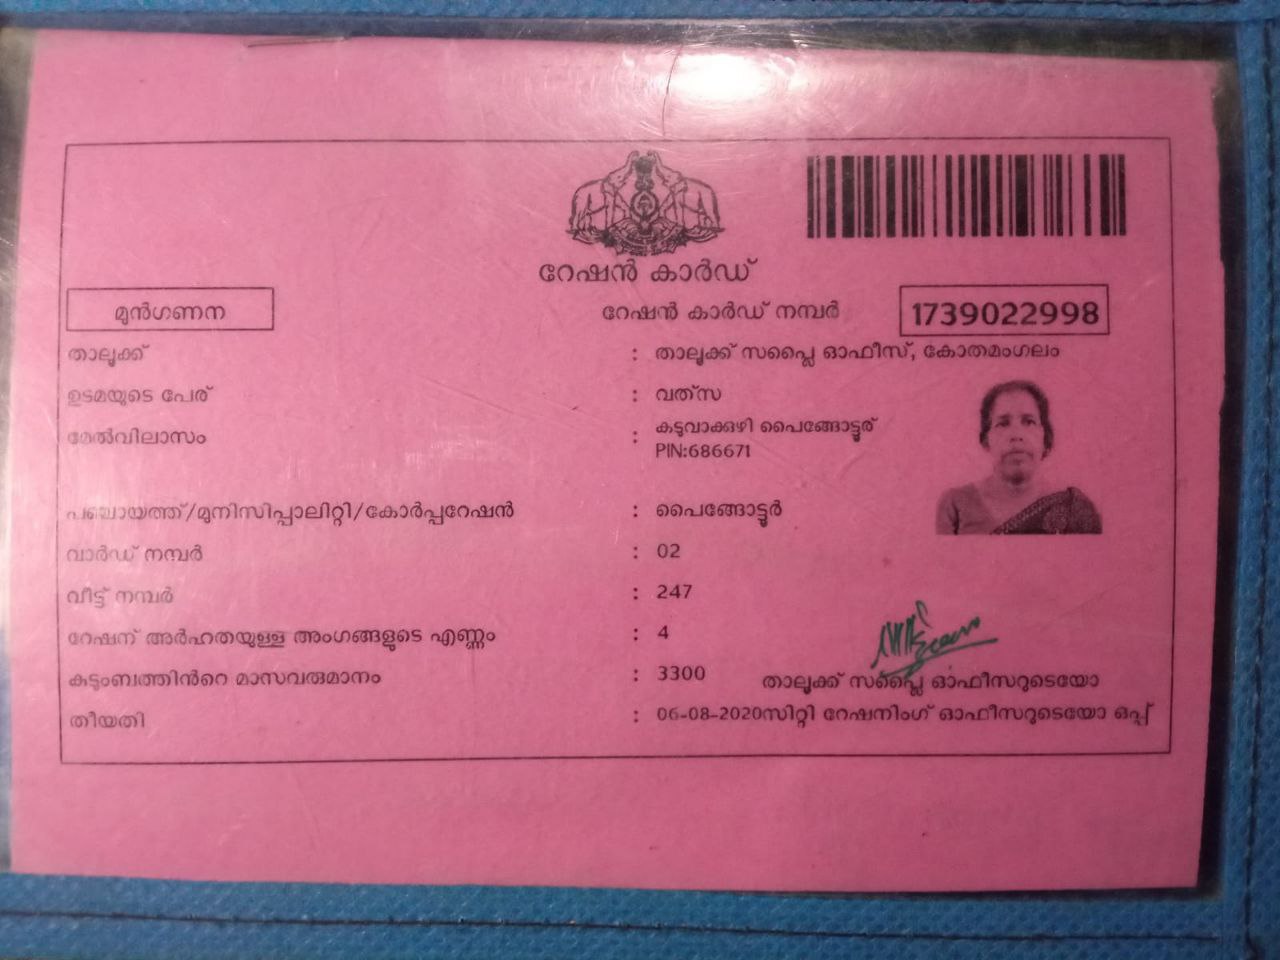 റേഷൻ കാർഡ്
മുൻഗണന
റേഷൻ കാർഡ് നമ്പർ 1739022998
താലൂക്ക് : താലൂക്ക് സപ്ലൈ ഓഫീസ്, കോതമംഗലം
ഉടമയുടെ പേര് : വത്സ
മേൽവിലാസം : കടുവാക്കുഴി പൈങ്ങോട്ടൂര്
PIN:686671
പഞ്ചായത്ത്/മുനിസിപ്പാലിറ്റി/കോർപ്പറേഷൻ : പൈങ്ങോട്ടൂർ
വാർഡ് നമ്പർ : 02
വീട്ട് നമ്പർ : 247
റേഷന് അർഹതയുള്ള അംഗങ്ങളുടെ എണ്ണം : 4
കുടുംബത്തിൻറെ മാസവരുമാനം : 3300
താലൂക്ക് സപ്ലൈ ഓഫീസറുടെയോ
തീയതി : 06-08-2020സിറ്റി റേഷനിംഗ് ഓഫീസറുടെയോ ഒപ്പ്